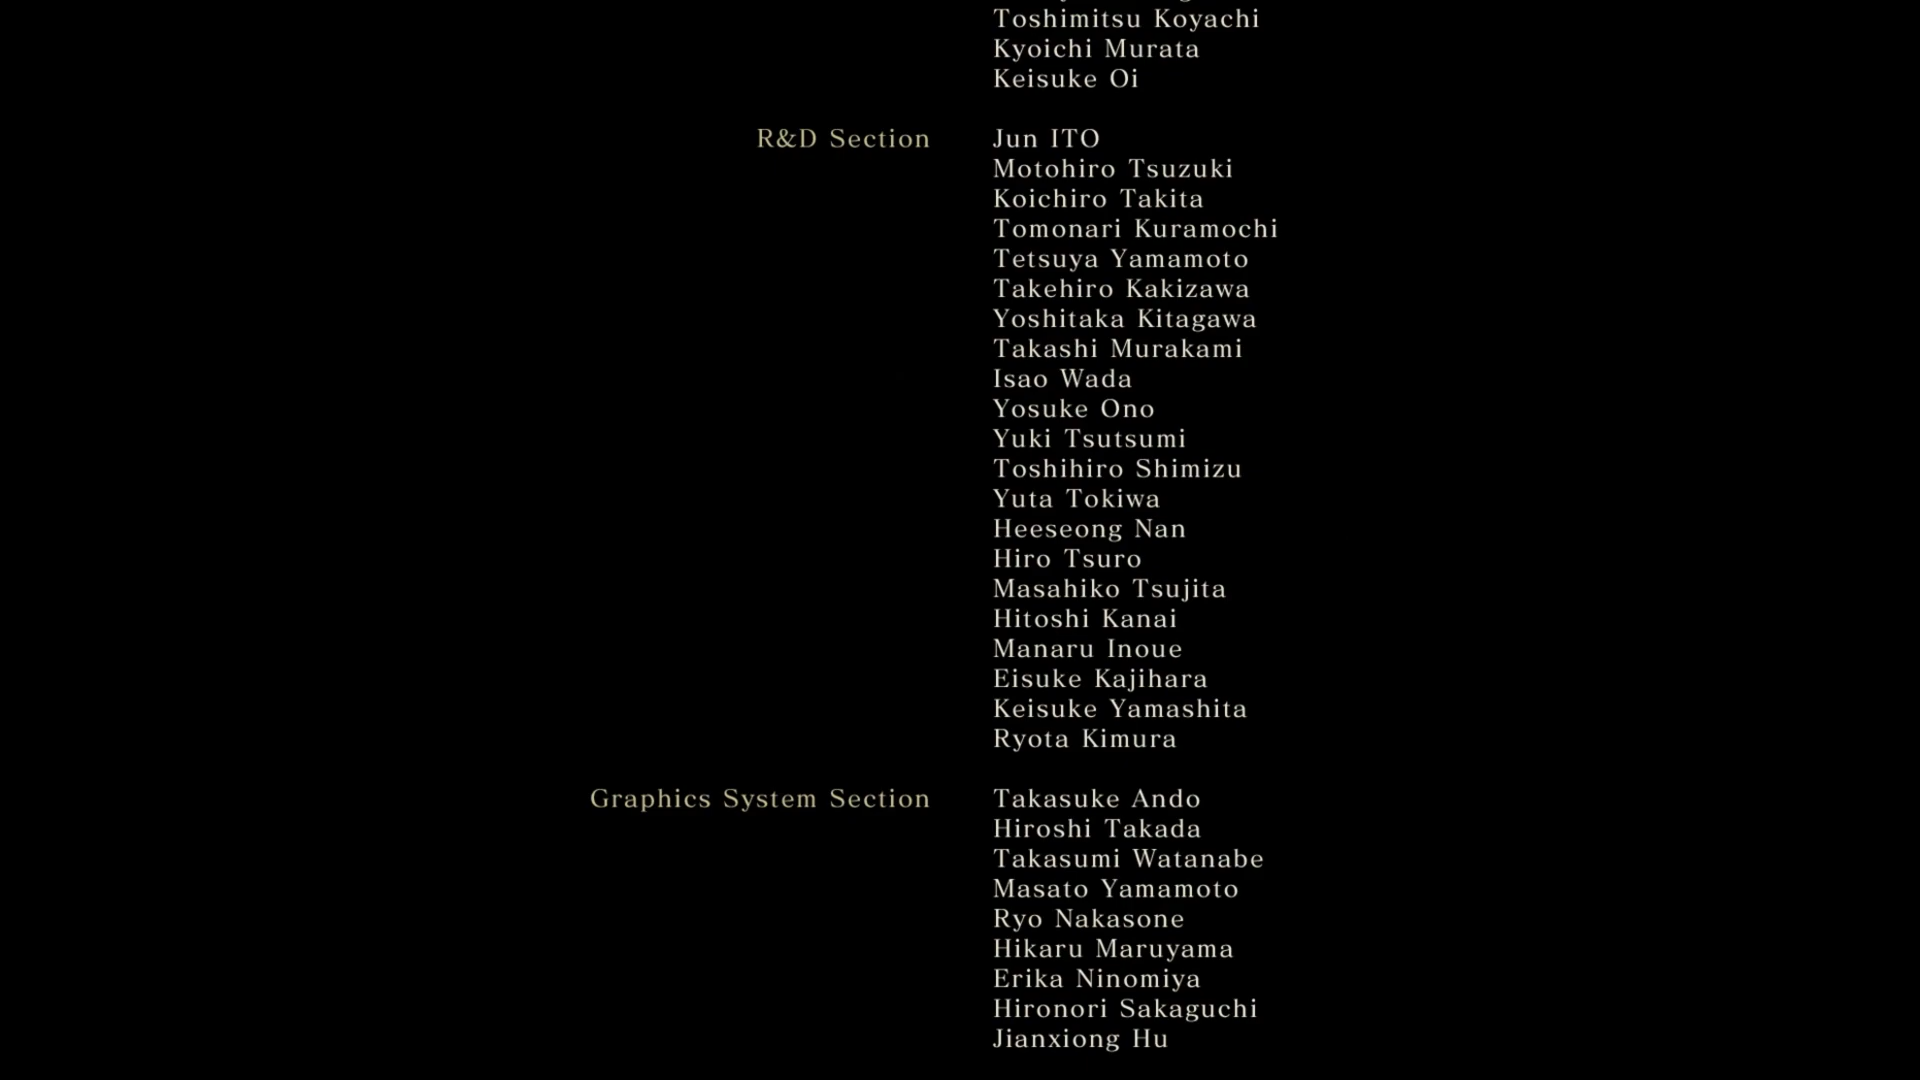 Toshimitsu Koyachi
Kyoichi Murata
Keisuke Oi
R&D Section Jun ITO
Motohiro Tsuzuki
Koichiro Takita
Tomonari Kuramochi
Tetsuya Yamamoto
Takehiro Kakizawa
Yoshitaka Kitagawa
Takashi Murakami
Isao Wada
Yosuke Ono
Yuki Tsutsumi
Toshihiro Shimizu
Yuta Tokiwa
Heeseong Nan
Hiro Tsuro
Masahiko Tsujita
Hitoshi Kanai
Manaru Inoue
Eisuke Kajihara
Keisuke Yamashita
Ryota Kimura
Graphics System Section Takasuke Ando
Hiroshi Takada
Takasumi Watanabe
Masato Yamamoto
Ryo Nakasone
Hikaru Maruyama
Erika Ninomiya
Hironori Sakaguchi
Jianxiong Hu